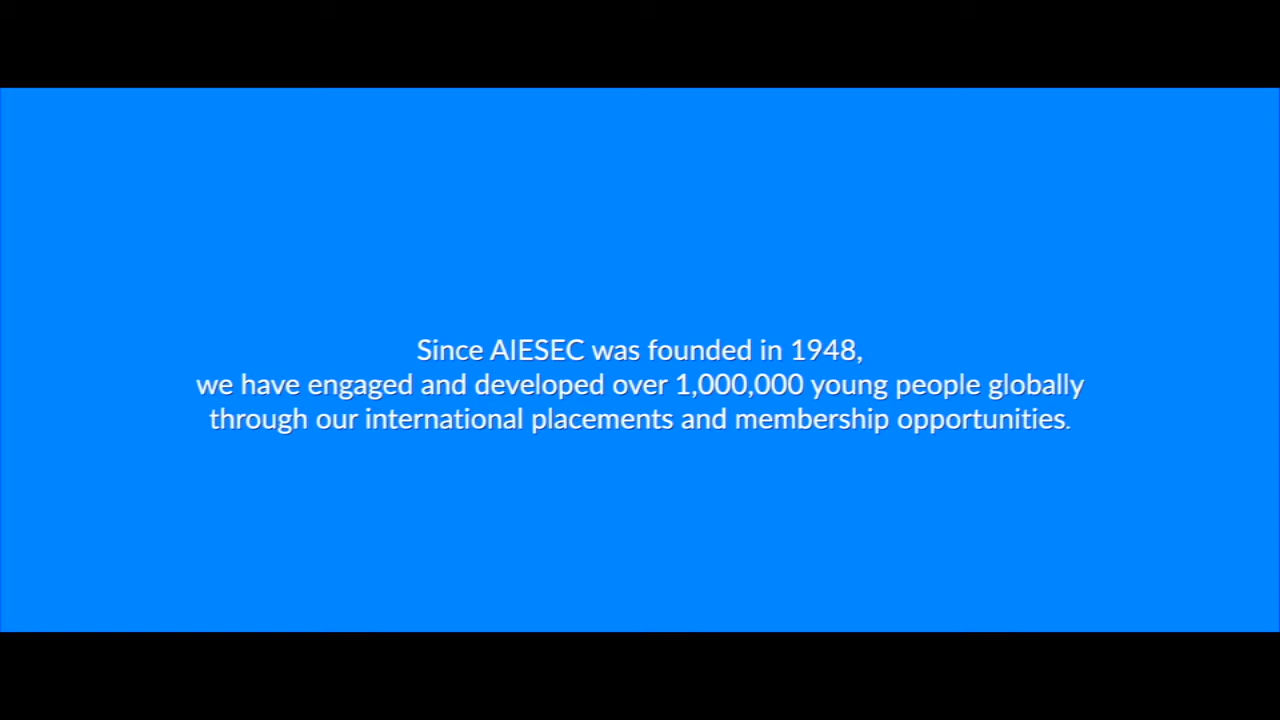 Since AIESEC was founded in 1948,
we have engaged and developed over 1,000,000 young people globally
through our international placements and membership opportunities.